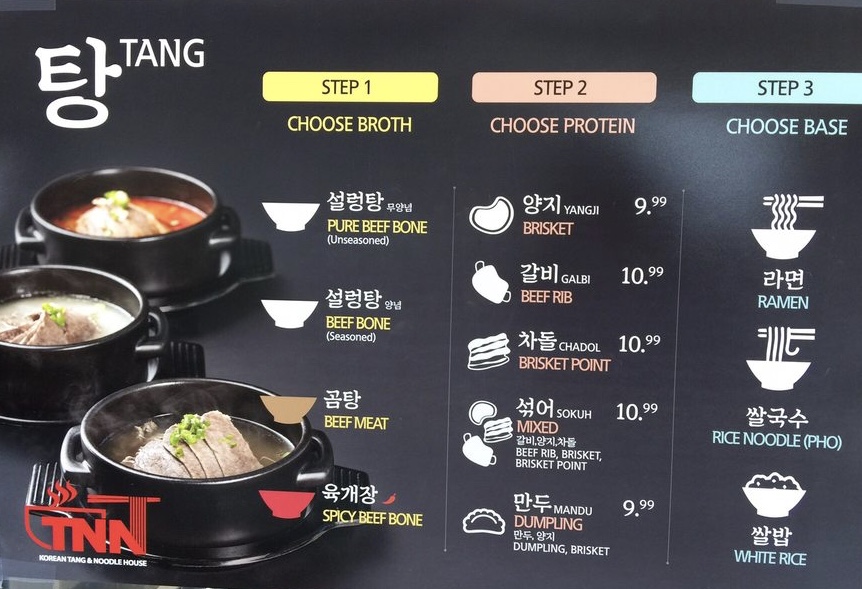 탕 TANG
STEP 1
CHOOSE BROTH
설렁탕 무양념
PURE BEEF BONE
(Unseasoned)
설렁탕 양념
BEEF BONE
(Seasoned)
곰탕
BEEF MEAT
육개장
SPICY BEEF BONE
STEP 2
CHOOSE PROTEIN
양지 YANGJI 9.99
BRISKET
갈비 GALBI 10.99
BEEF RIB
차돌 CHADOL 10.99
BRISKET POINT
섞어 SOKUH 10.99
MIXED
갈비,양지,차돌
BEEF RIB, BRISKET,
BRISKET POINT
만두 MANDU 9.99
DUMPLING
만두, 양지
DUMPLING, BRISKET
STEP 3
CHOOSE BASE
라면
RAMEN
쌀국수
RICE NOODLE (PHO)
쌀밥
WHITE RICE
TNN
KOREAN TANG & NOODLE HOUSE